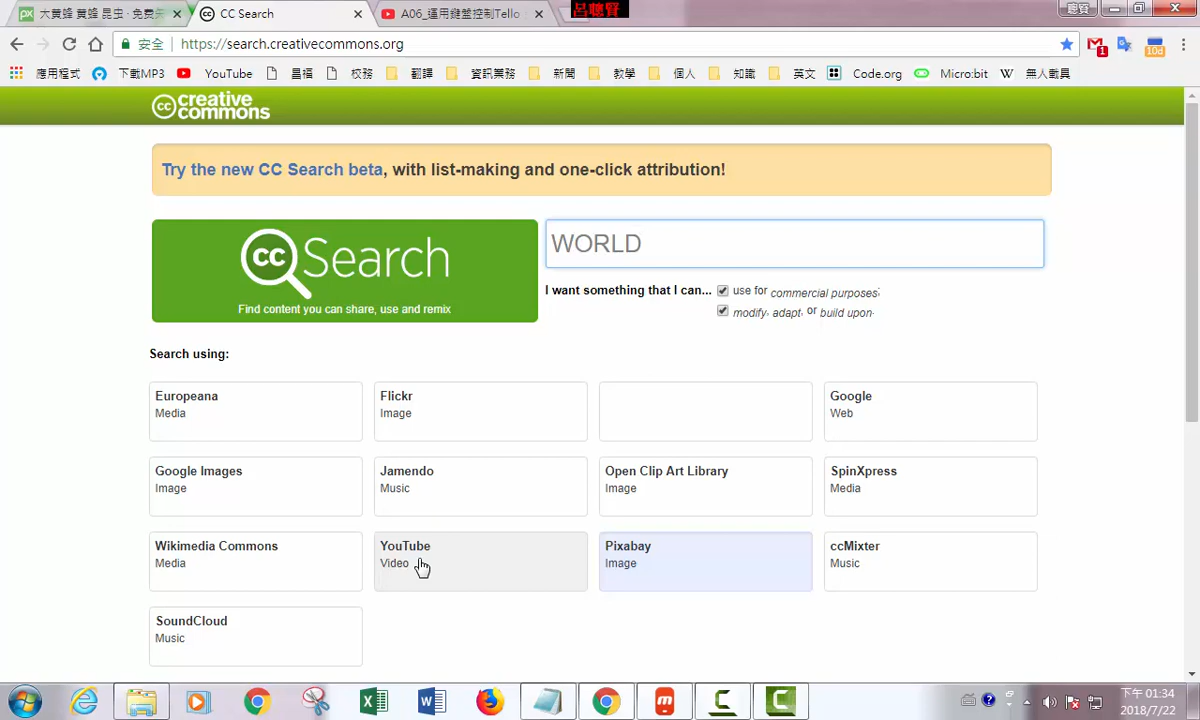 大黃蜂 黃蜂 昆虫 · 免費
CC Search
A06_運用鍵盤控制Tello
呂聰賢
聰賢
安全
https://search.creativecommons.org
1
10d
應用程式
下載MP3
YouTube
昌福
校務
翻譯
資訊業務
新聞
教學
個人
知識
英文
Code.org
Micro:bit
無人載具
cc creative
commons
Try the new CC Search beta, with list-making and one-click attribution!
cc Search
Find content you can share, use and remix
WORLD
I want something that I can...
use for commercial purposes;
modify, adapt, or build upon.
Search using:
Europeana
Media
Flickr
Image
Google
Web
Google Images
Image
Jamendo
Music
Open Clip Art Library
Image
SpinXpress
Media
Wikimedia Commons
Media
YouTube
Video
Pixabay
Image
ccMixter
Music
SoundCloud
Music
下午 01:34
2018/7/22